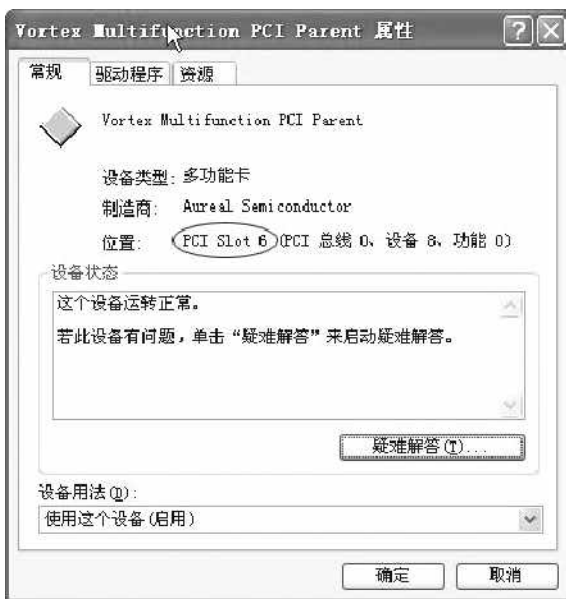 Vortex Multifunction PCI Parent 属性
常规 驱动程序 资源
Vortex Multifunction PCI Parent
设备类型: 多功能卡
制造商: Aureal Semiconductor
位置: PCI Slot 6 (PCI 总线 0、设备 8、功能 0)
设备状态
这个设备运转正常。
若此设备有问题，单击“疑难解答”来启动疑难解答。
疑难解答(T)...
设备用法(D):
使用这个设备(启用)
确定 取消